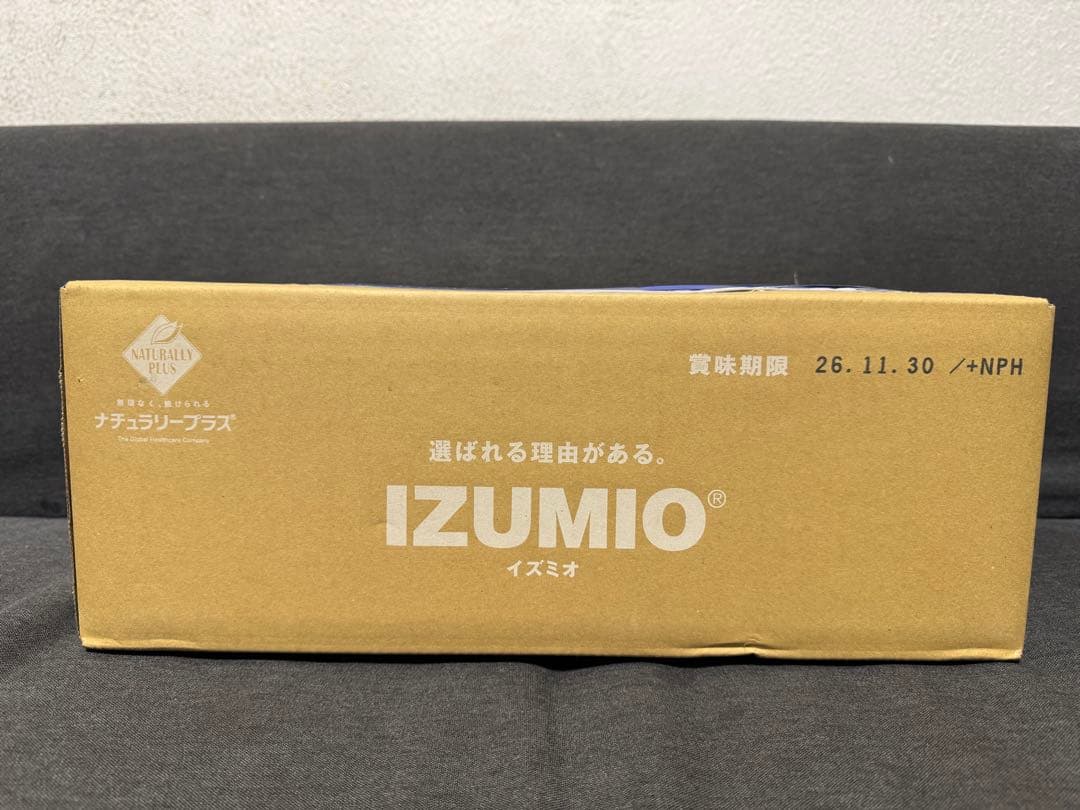 NATURALLY
PLUS
無理なく、続けられる
ナチュラリープラス®
The Global Healthcare Company
賞味期限 26.11.30 /+NPH
選ばれる理由がある。
IZUMIO®
イズミオ